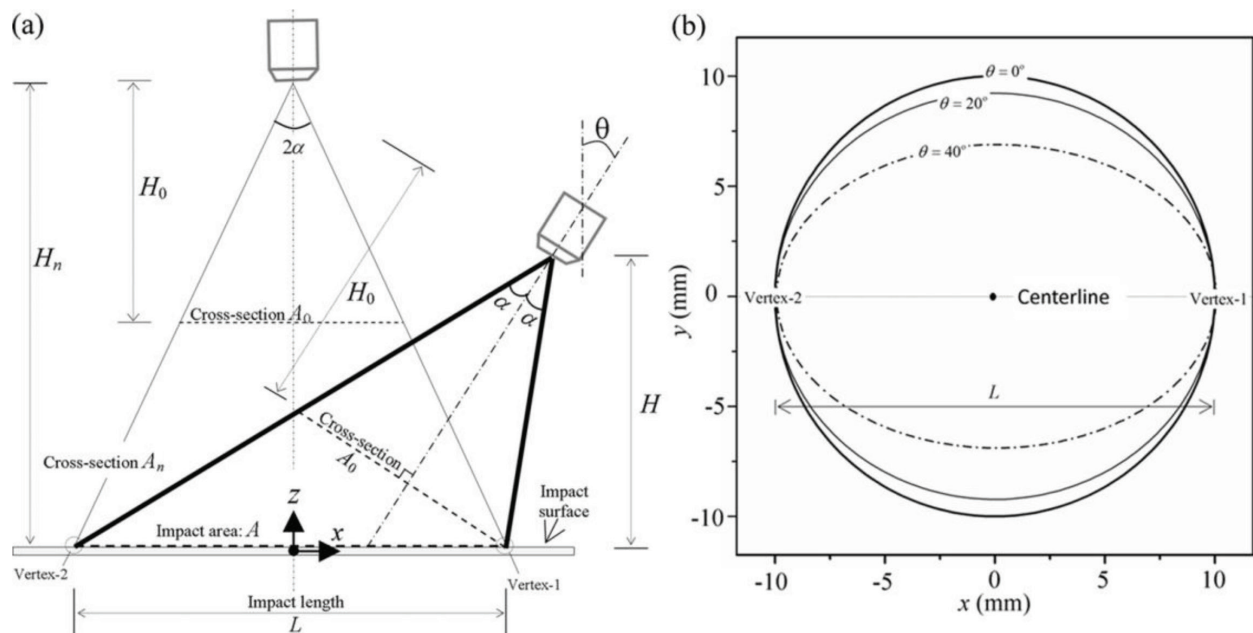 (a)
2α
θ
H₀
Hₙ
H₀
α
α
Cross-section A₀
H
Cross-section
A₀
Cross-section Aₙ
z
Impact
surface
Impact area: A
x
Vertex-2
Vertex-1
Impact length
L
(b)
10
5
0
-5
-10
y (mm)
θ = 0°
θ = 20°
θ = 40°
Vertex-2
Centerline
Vertex-1
L
-10
-5
0
5
10
x (mm)